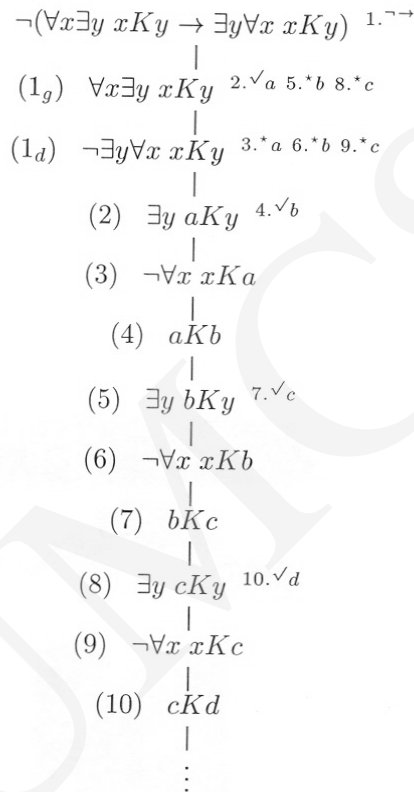 ¬(∀x∃y xKy → ∃y∀x xKy) 1.¬→
(1g) ∀x∃y xKy 2.✓a 5.*b 8.*c
(1d) ¬∃y∀x xKy 3.*a 6.*b 9.*c
(2) ∃y aKy 4.✓b
(3) ¬∀x xKa
(4) aKb
(5) ∃y bKy 7.✓c
(6) ¬∀x xKb
(7) bKc
(8) ∃y cKy 10.✓d
(9) ¬∀x xKc
(10) cKd
⋮